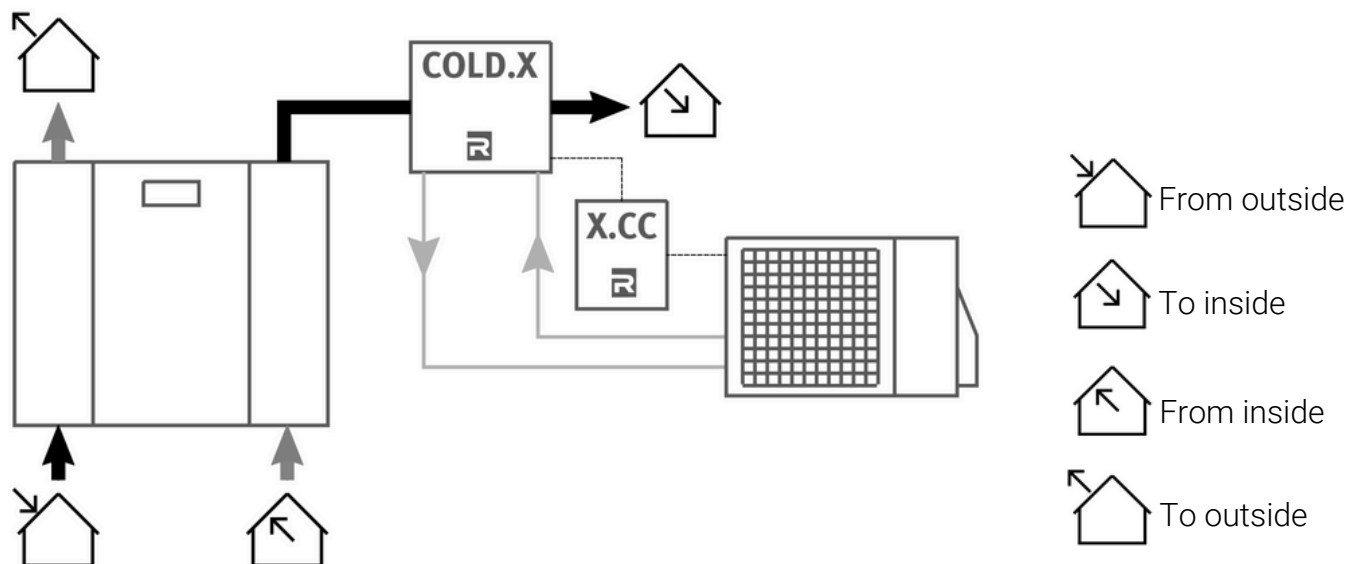 COLD.X
R
X.CC
R
From outside
To inside
From inside
To outside